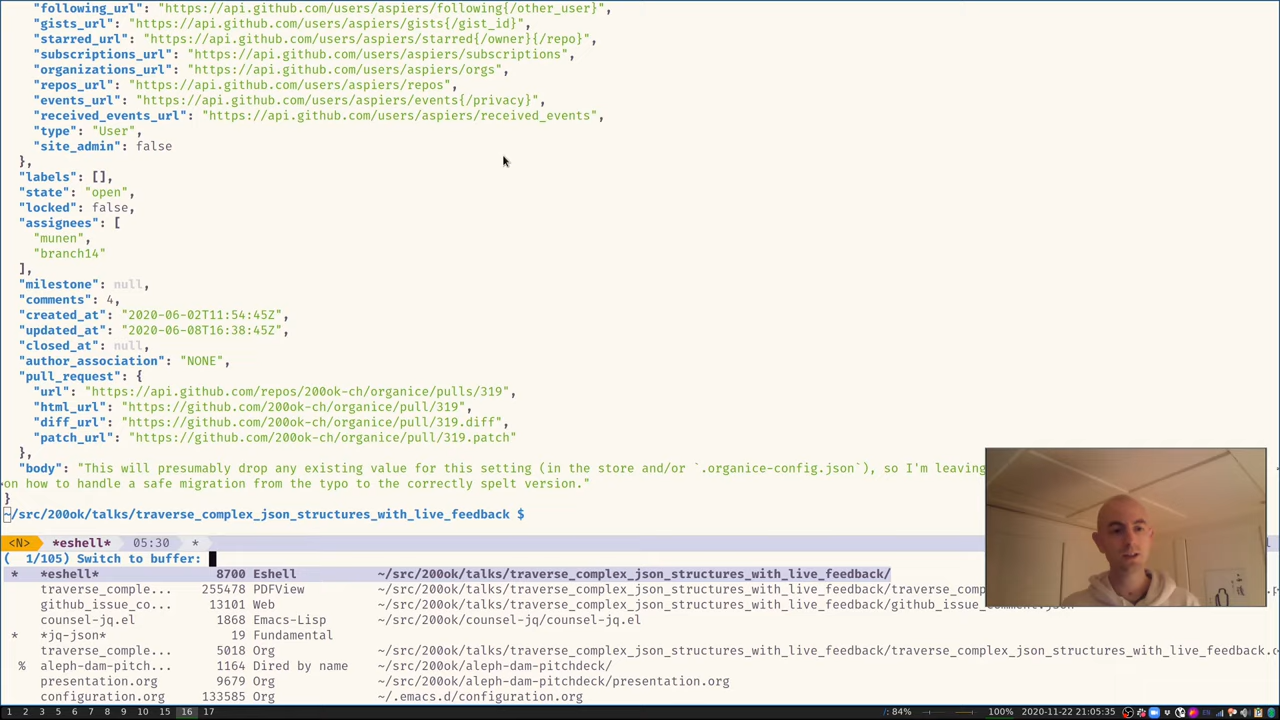 "following_url": "https://api.github.com/users/aspiers/following{/other_user}",
"gists_url": "https://api.github.com/users/aspiers/gists{/gist_id}",
"starred_url": "https://api.github.com/users/aspiers/starred{/owner}{/repo}",
"subscriptions_url": "https://api.github.com/users/aspiers/subscriptions",
"organizations_url": "https://api.github.com/users/aspiers/orgs",
"repos_url": "https://api.github.com/users/aspiers/repos",
"events_url": "https://api.github.com/users/aspiers/events{/privacy}",
"received_events_url": "https://api.github.com/users/aspiers/received_events",
"type": "User",
"site_admin": false
},
"labels": [],
"state": "open",
"locked": false,
"assignees": [
"munen",
"branch14"
],
"milestone": null,
"comments": 4,
"created_at": "2020-06-02T11:54:45Z",
"updated_at": "2020-06-08T16:38:45Z",
"closed_at": null,
"author_association": "NONE",
"pull_request": {
"url": "https://api.github.com/repos/200ok-ch/organice/pulls/319",
"html_url": "https://github.com/200ok-ch/organice/pull/319",
"diff_url": "https://github.com/200ok-ch/organice/pull/319.diff",
"patch_url": "https://github.com/200ok-ch/organice/pull/319.patch"
},
"body": "This will presumably drop any existing value for this setting (in the store and/or `.organice-config.json`), so I'm leaving
on how to handle a safe migration from the typo to the correctly spelt version."
}
~/src/200ok/talks/traverse_complex_json_structures_with_live_feedback $
<N> *eshell* 05:30 *
( 1/105) Switch to buffer:
* *eshell* 8700 Eshell ~/src/200ok/talks/traverse_complex_json_structures_with_live_feedback/
traverse_comple... 255478 PDFView ~/src/200ok/talks/traverse_complex_json_structures_with_live_feedback/traverse_complex_json_structures_with_live_feedback.p
github_issue_co... 13101 Web ~/src/200ok/talks/traverse_complex_json_structures_with_live_feedback/github_issue_comment.json
counsel-jq.el 1868 Emacs-Lisp ~/src/200ok/counsel-jq/counsel-jq.el
* *jq-json* 19 Fundamental
traverse_comple... 5018 Org ~/src/200ok/talks/traverse_complex_json_structures_with_live_feedback/traverse_complex_json_structures_with_live_feedback.o
% aleph-dam-pitch... 1164 Dired by name ~/src/200ok/aleph-dam-pitchdeck/
presentation.org 9679 Org ~/src/200ok/aleph-dam-pitchdeck/presentation.org
configuration.org 133585 Org ~/.emacs.d/configuration.org
1 2 5 6 7 8 9 10 15 16 17 /: 84% 100% 2020-11-22 21:05:35